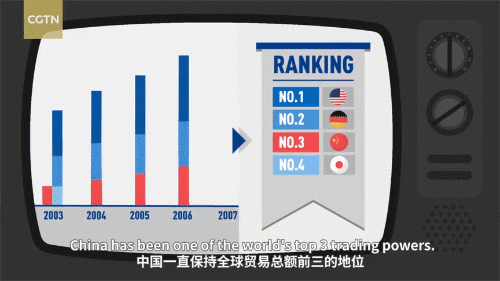 CGTN
RANKING
NO.1
NO.2
NO.3
NO.4
2003 2004 2005 2006 2007
China has been one of the world's top 3 trading powers.
中国一直保持全球贸易总额前三的地位